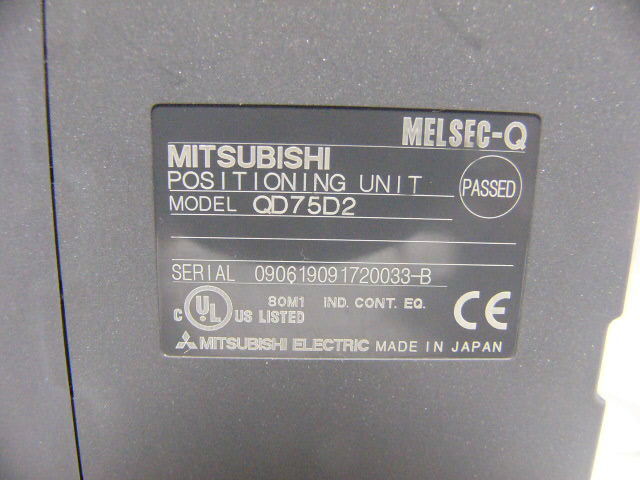 MELSEC-Q
MITSUBISHI
POSITIONING UNIT
PASSED
MODEL QD75D2
SERIAL 090619091720033-B
C UL US LISTED
80M1 IND. CONT. EQ.
CE
MITSUBISHI ELECTRIC MADE IN JAPAN